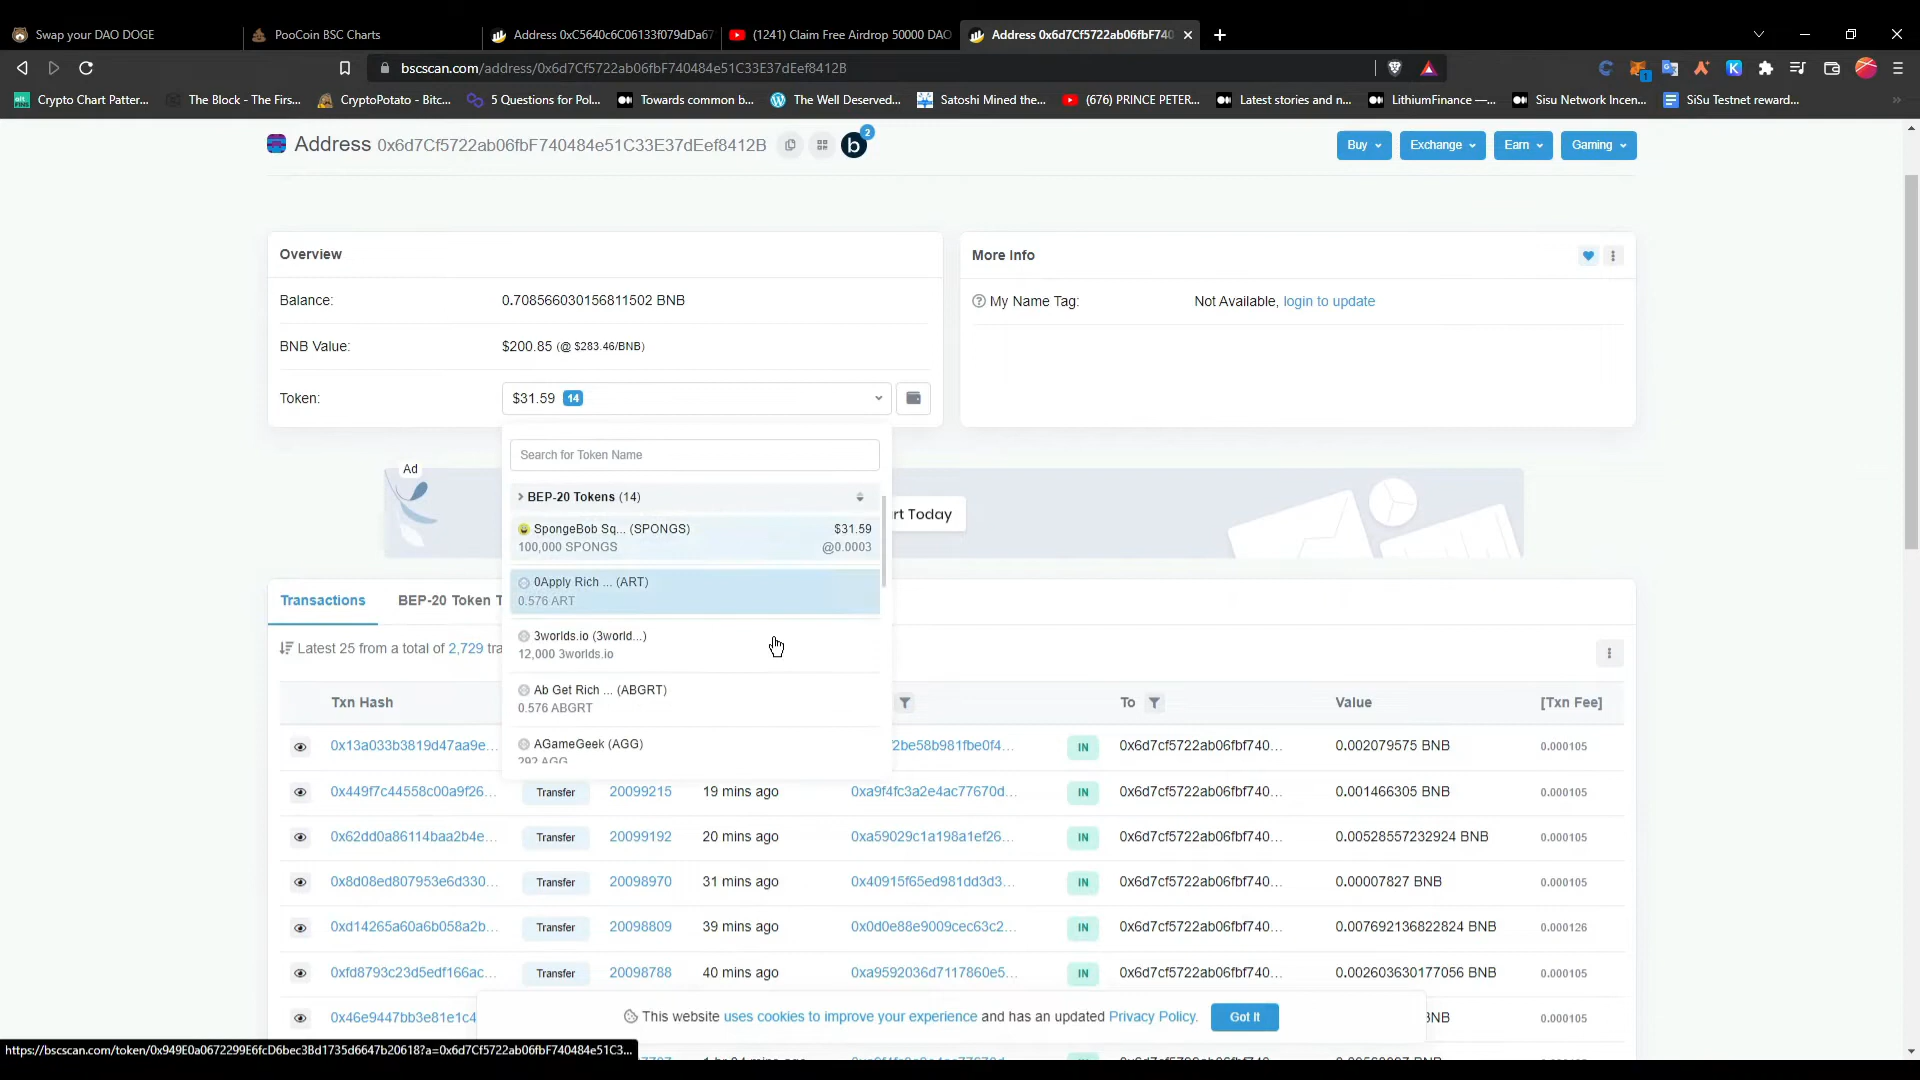 Swap your DAO DOGE
PooCoin BSC Charts
Address 0xC5640c6C06133f079dDa67
(1241) Claim Free Airdrop 50000 DAO
Address 0x6d7Cf5722ab06fbF740
bscscan.com/address/0x6d7Cf5722ab06fbF740484e51C33E37dEef8412B
Crypto Chart Patter...
The Block - The Firs...
CryptoPotato - Bitc...
5 Questions for Pol...
Towards common b...
The Well Deserved...
Satoshi Mined the...
(676) PRINCE PETER...
Latest stories and n...
LithiumFinance —...
Sisu Network Incen...
SiSu Testnet reward...
Address 0x6d7Cf5722ab06fbF740484e51C33E37dEef8412B
b 2
Buy
Exchange
Earn
Gaming
Overview
Balance: 0.708566030156811502 BNB
BNB Value: $200.85 (@ $283.46/BNB)
Token: $31.59 14
More Info
My Name Tag: Not Available, login to update
Ad
rt Today
Search for Token Name
BEP-20 Tokens (14)
SpongeBob Sq... (SPONGS) $31.59
100,000 SPONGS @0.0003
0Apply Rich ... (ART)
0.576 ART
3worlds.io (3world...)
12,000 3worlds.io
Ab Get Rich ... (ABGRT)
0.576 ABGRT
AGameGeek (AGG)
292 AGG
Transactions BEP-20 Token T
Latest 25 from a total of 2,729 tra
Txn Hash To Value [Txn Fee]
0x13a033b3819d47aa9e... 2be58b981fbe0f4... IN 0x6d7cf5722ab06fbf740... 0.002079575 BNB 0.000105
0x449f7c44558c00a9f26... Transfer 20099215 19 mins ago 0xa9f4fc3a2e4ac77670d... IN 0x6d7cf5722ab06fbf740... 0.001466305 BNB 0.000105
0x62dd0a86114baa2b4e... Transfer 20099192 20 mins ago 0xa59029c1a198a1ef26... IN 0x6d7cf5722ab06fbf740... 0.00528557232924 BNB 0.000105
0x8d08ed807953e6d330... Transfer 20098970 31 mins ago 0x40915f65ed981dd3d3... IN 0x6d7cf5722ab06fbf740... 0.00007827 BNB 0.000105
0xd14265a60a6b058a2b... Transfer 20098809 39 mins ago 0x0d0e88e9009cec63c2... IN 0x6d7cf5722ab06fbf740... 0.007692136822824 BNB 0.000126
0xfd8793c23d5edf166ac... Transfer 20098788 40 mins ago 0xa9592036d7117860e5... IN 0x6d7cf5722ab06fbf740... 0.002603630177056 BNB 0.000105
0x46e9447bb3e81e1c4 BNB 0.000105
This website uses cookies to improve your experience and has an updated Privacy Policy. Got It
https://bscscan.com/token/0x949E0a0672299E6fcD6bec3Bd1735d6647b20618?a=0x6d7Cf5722ab06fbF740484e51C3...